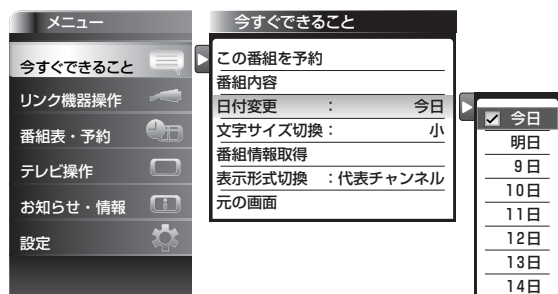 メニュー
今すぐできること
リンク機器操作
番組表・予約
テレビ操作
お知らせ・情報
設定
今すぐできること
この番組を予約
番組内容
日付変更 : 今日
文字サイズ切換: 小
番組情報取得
表示形式切換 :代表チャンネル
元の画面
今日
明日
9日
10日
11日
12日
13日
14日